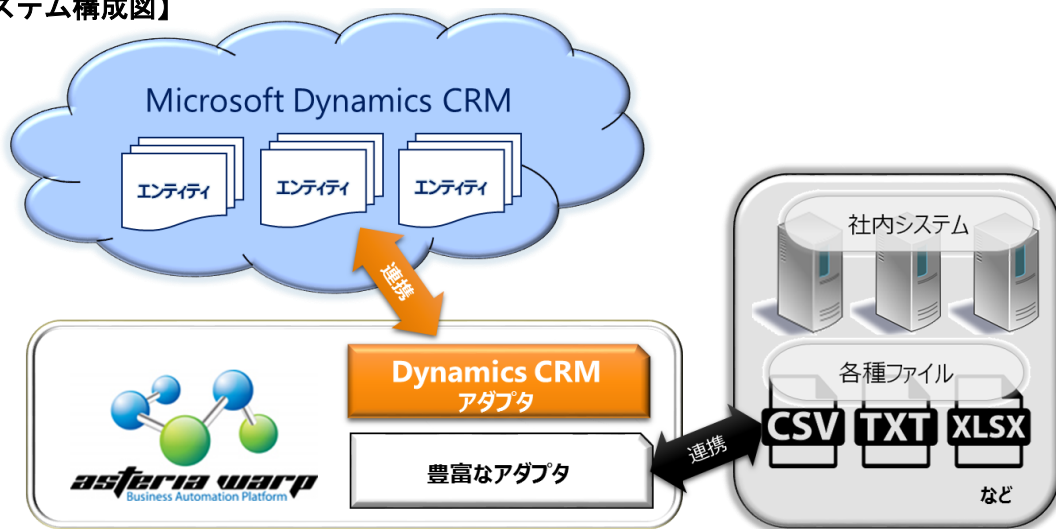 ステム構成図】
Microsoft Dynamics CRM
エンティティ
エンティティ
エンティティ
連携
社内システム
各種ファイル
CSV
TXT
XLSX
など
Dynamics CRM
アダプタ
豊富なアダプタ
連携
asteria warp
Business Automation Platform